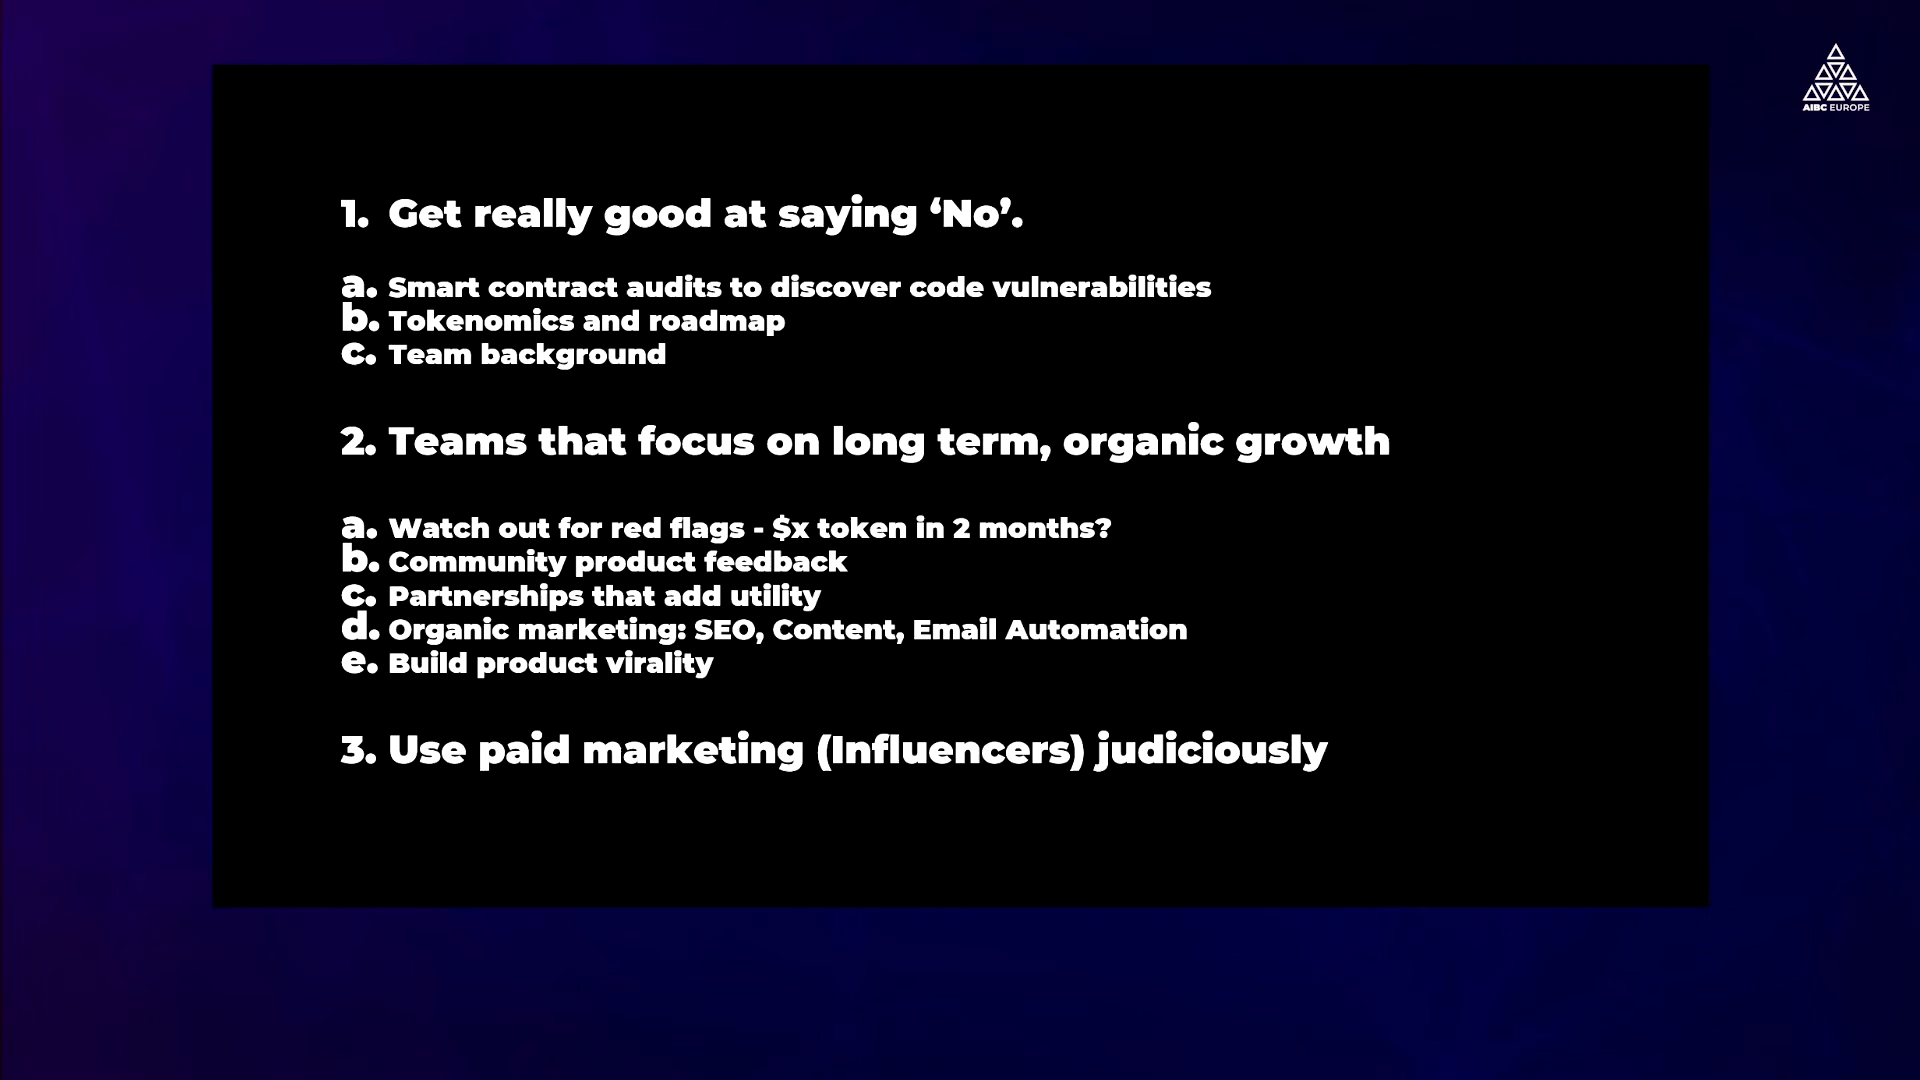 AIBC EUROPE
1. Get really good at saying ‘No’.
a. Smart contract audits to discover code vulnerabilities
b. Tokenomics and roadmap
c. Team background
2. Teams that focus on long term, organic growth
a. Watch out for red flags - $x token in 2 months?
b. Community product feedback
c. Partnerships that add utility
d. Organic marketing: SEO, Content, Email Automation
e. Build product virality
3. Use paid marketing (Influencers) judiciously